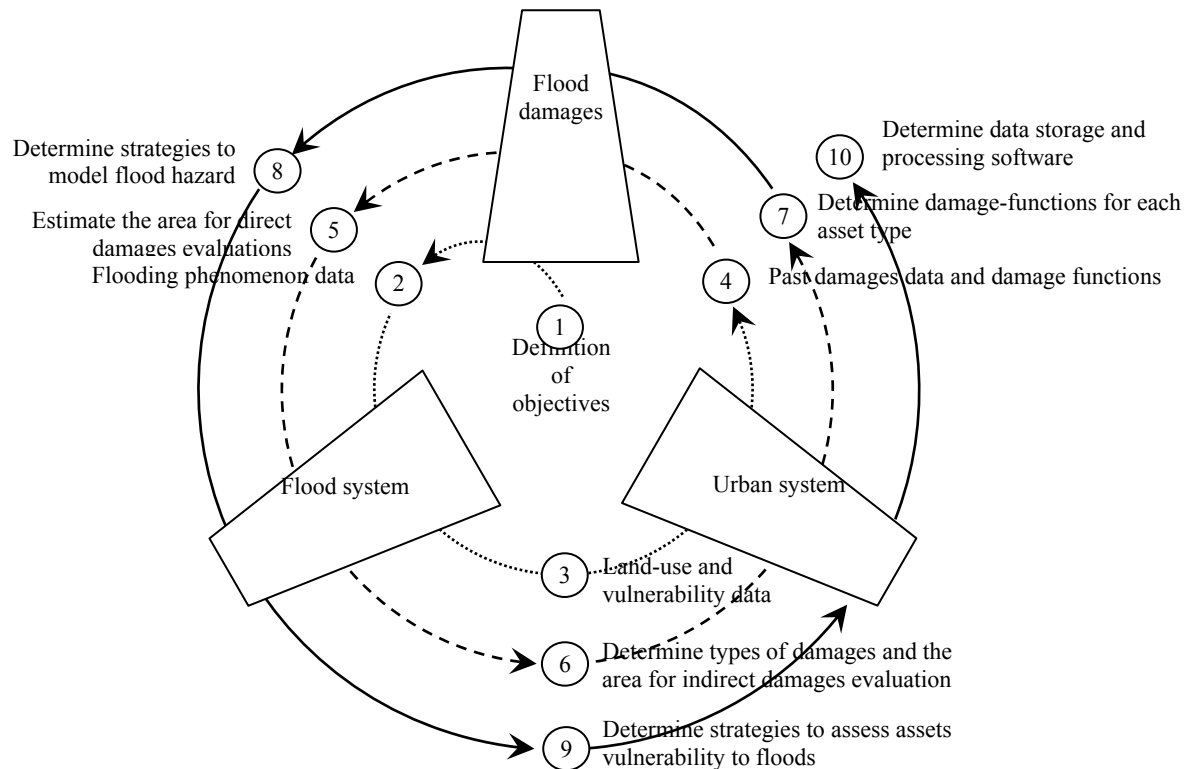 Flood
damages
8
Determine strategies to
model flood hazard
10
Determine data storage and
processing software
5
Estimate the area for direct
damages evaluations
7
Determine damage-functions for each
asset type
2
Flooding phenomenon data
4
Past damages data and damage functions
1
Definition
of
objectives
Flood system
Urban system
3
Land-use and
vulnerability data
6
Determine types of damages and the
area for indirect damages evaluation
9
Determine strategies to assess assets
vulnerability to floods